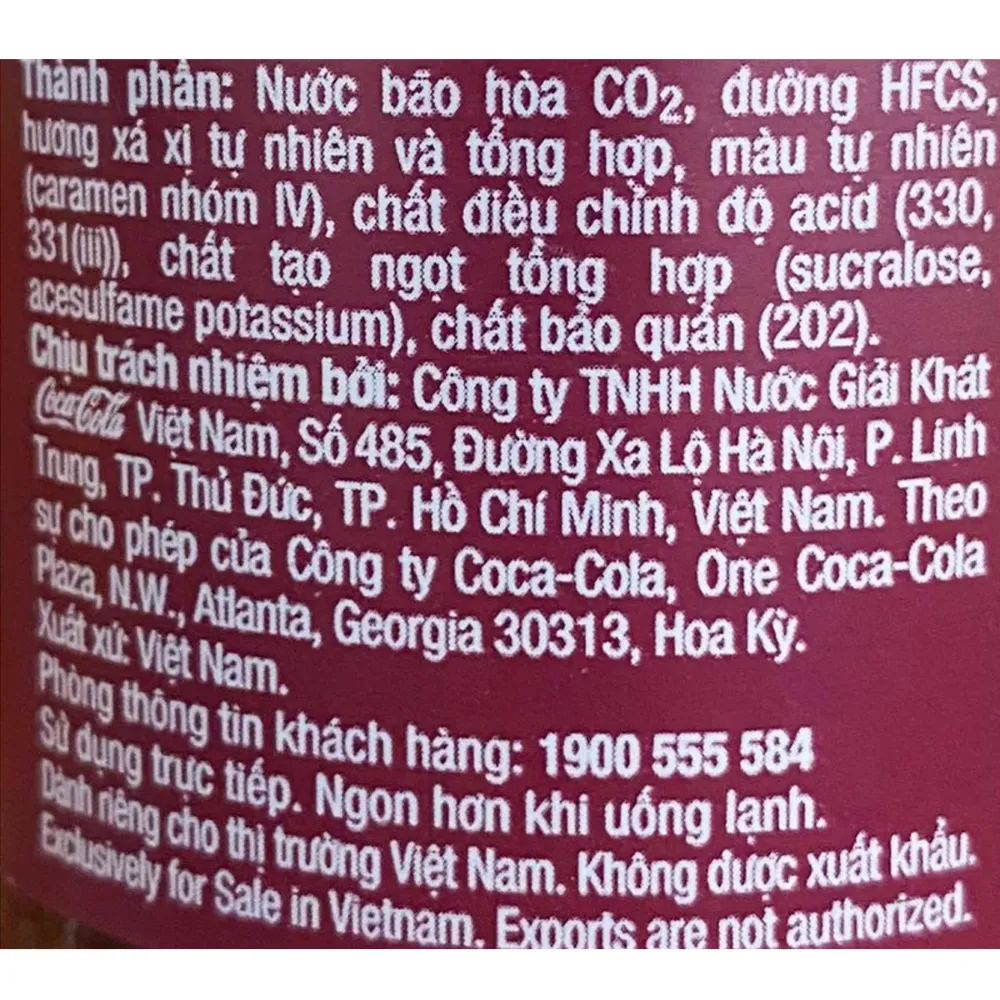 Thành phần: Nước bão hòa CO₂, đường HFCS,
hương xá xị tự nhiên và tổng hợp, màu tự nhiên
(caramen nhóm IV), chất điều chỉnh độ acid (330,
331(iii)), chất tạo ngọt tổng hợp (sucralose,
acesulfame potassium), chất bảo quản (202).
Chịu trách nhiệm bởi: Công ty TNHH Nước Giải Khát
Coca-Cola Việt Nam, Số 485, Đường Xa Lộ Hà Nội, P. Linh
Trung, TP. Thủ Đức, TP. Hồ Chí Minh, Việt Nam. Theo
sự cho phép của Công ty Coca-Cola, One Coca-Cola
Plaza, N.W., Atlanta, Georgia 30313, Hoa Kỳ.
Xuất xứ: Việt Nam.
Phòng thông tin khách hàng: 1900 555 584
Sử dụng trực tiếp. Ngon hơn khi uống lạnh.
Dành riêng cho thị trường Việt Nam. Không được xuất khẩu.
Exclusively for Sale in Vietnam. Exports are not authorized.